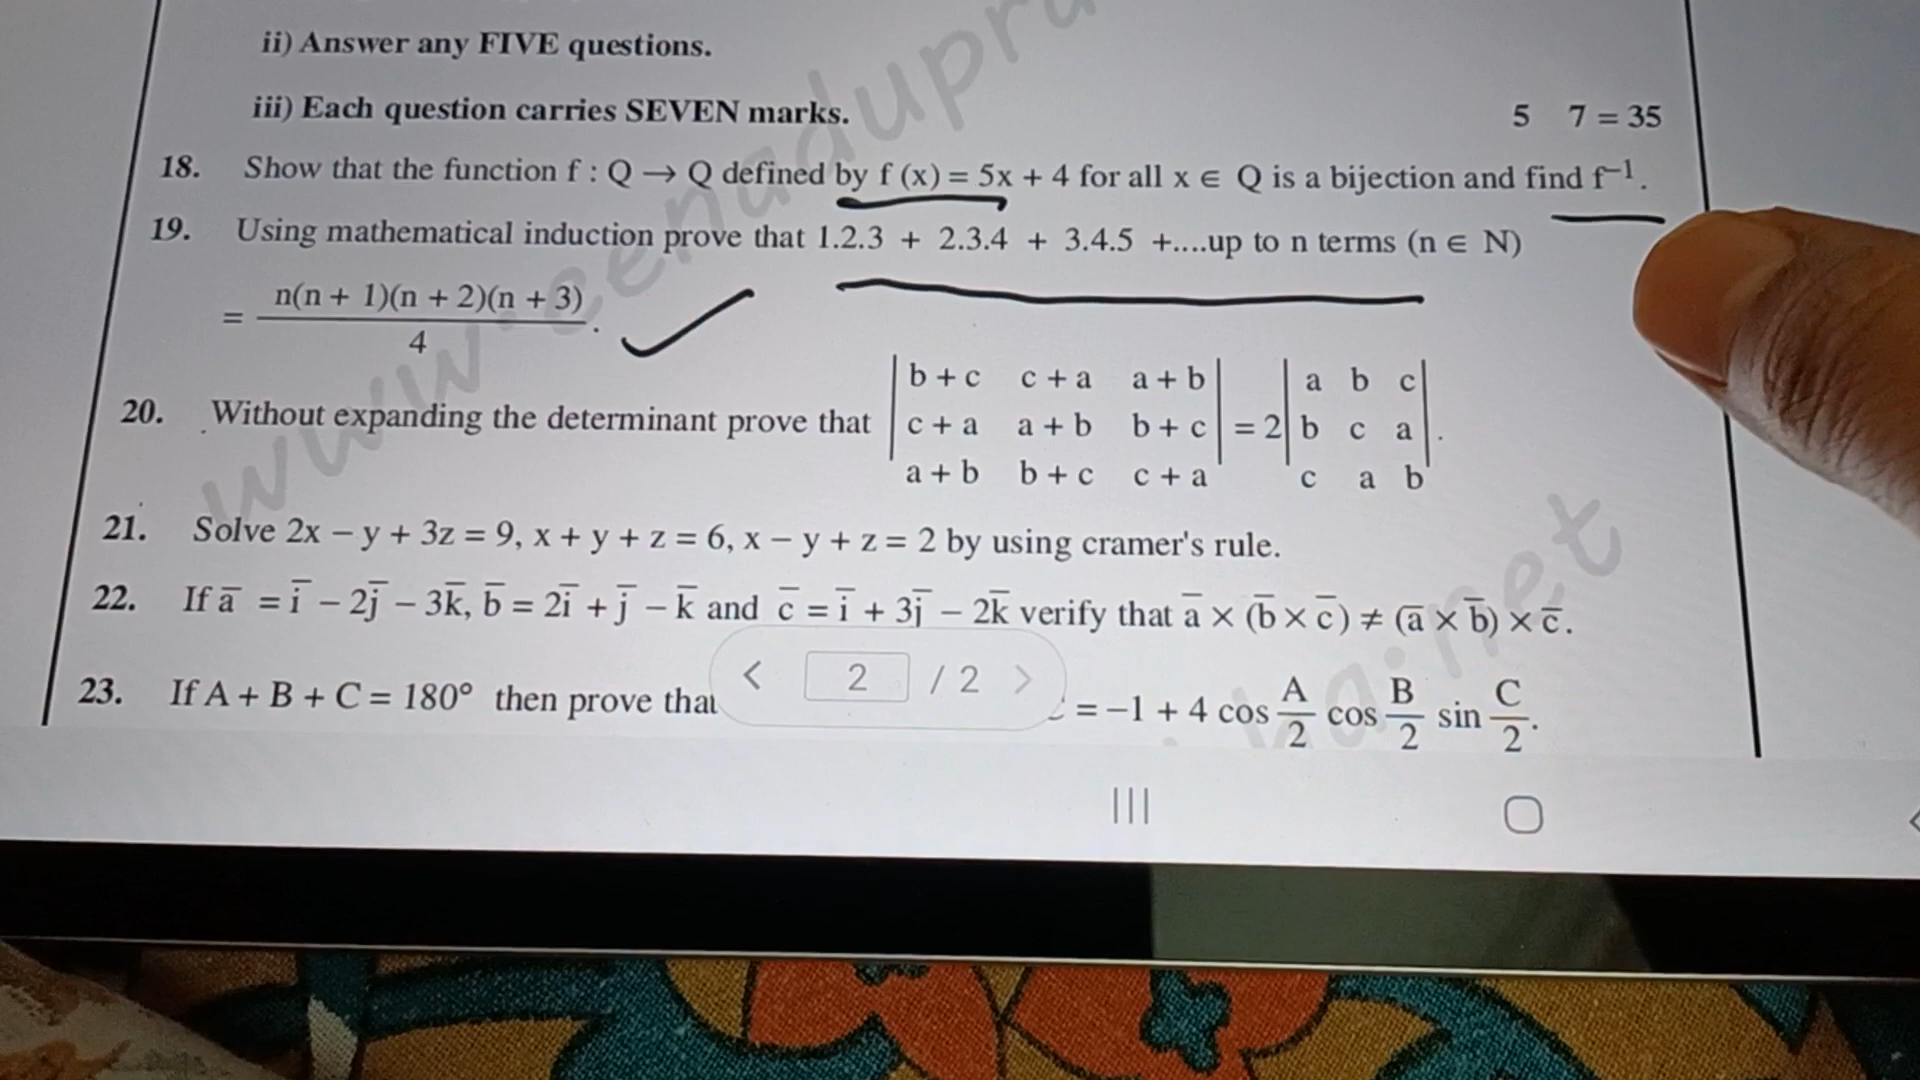 ii) Answer any FIVE questions.
iii) Each question carries SEVEN marks. 5 7 = 35
18. Show that the function f : Q → Q defined by f (x) = 5x + 4 for all x ∈ Q is a bijection and find f⁻¹.
19. Using mathematical induction prove that 1.2.3 + 2.3.4 + 3.4.5 +....up to n terms (n ∈ N)
= n(n + 1)(n + 2)(n + 3) / 4 .
20. Without expanding the determinant prove that | b + c c + a a + b | = 2 | a b c | .
| c + a a + b b + c | | b c a |
| a + b b + c c + a | | c a b |
21. Solve 2x – y + 3z = 9, x + y + z = 6, x – y + z = 2 by using cramer's rule.
22. If a̅ = i̅ – 2j̅ – 3k̅, b̅ = 2i̅ + j̅ – k̅ and c̅ = i̅ + 3j̅ – 2k̅ verify that a̅ × (b̅ × c̅) ≠ (a̅ × b̅) × c̅.
23. If A + B + C = 180° then prove that = –1 + 4 cos A/2 cos B/2 sin C/2.
2 / 2